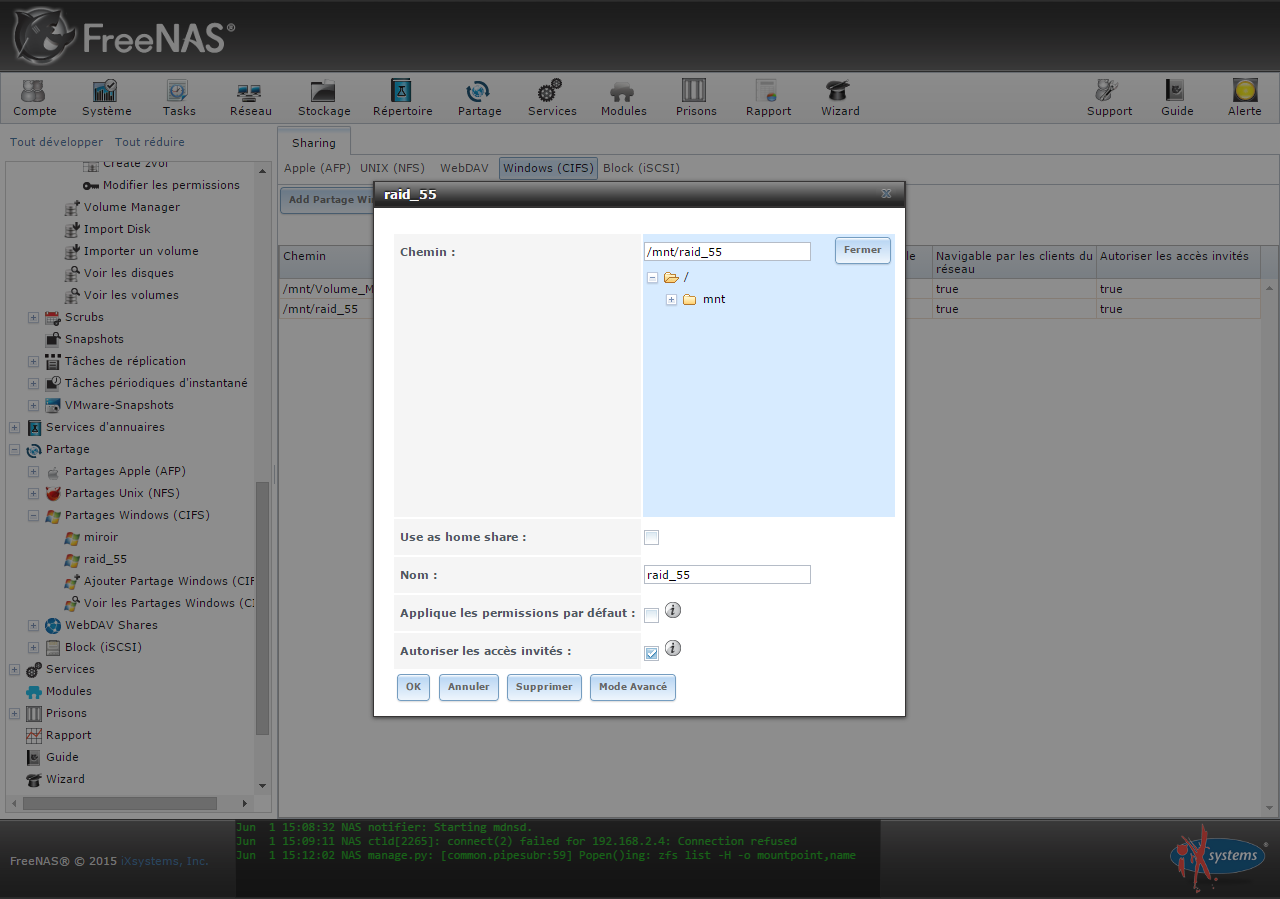 FreeNAS®
Compte Système Tasks Réseau Stockage Répertoire Partage Services Modules Prisons Rapport Wizard Support Guide Alerte
Tout développer Tout réduire
Sharing
Apple (AFP) UNIX (NFS) WebDAV Windows (CIFS) Block (iSCSI)
Create zvol
Modifier les permissions
Volume Manager
Import Disk
Importer un volume
Voir les disques
Voir les volumes
Scrubs
Snapshots
Tâches de réplication
Tâches périodiques d'instantané
VMware-Snapshots
Services d'annuaires
Partage
Partages Apple (AFP)
Partages Unix (NFS)
Partages Windows (CIFS)
miroir
raid_55
Ajouter Partage Windows (CIF
Voir les Partages Windows (CI
WebDAV Shares
Block (iSCSI)
Services
Modules
Prisons
Rapport
Guide
Wizard
Add Partage Wi
Chemin le Navigable par les clients du réseau Autoriser les accès invités
/mnt/Volume_M true true
/mnt/raid_55 true true
raid_55
Chemin : /mnt/raid_55 Fermer
/
mnt
Use as home share :
Nom : raid_55
Applique les permissions par défaut :
Autoriser les accès invités :
OK Annuler Supprimer Mode Avancé
FreeNAS® © 2015 iXsystems, Inc.
Jun 1 15:08:32 NAS notifier: Starting mdnsd.
Jun 1 15:09:11 NAS ctld[2265]: connect(2) failed for 192.168.2.4: Connection refused
Jun 1 15:12:02 NAS manage.py: [common.pipesubr:59] Popen()ing: zfs list -H -o mountpoint,name
iXsystems®